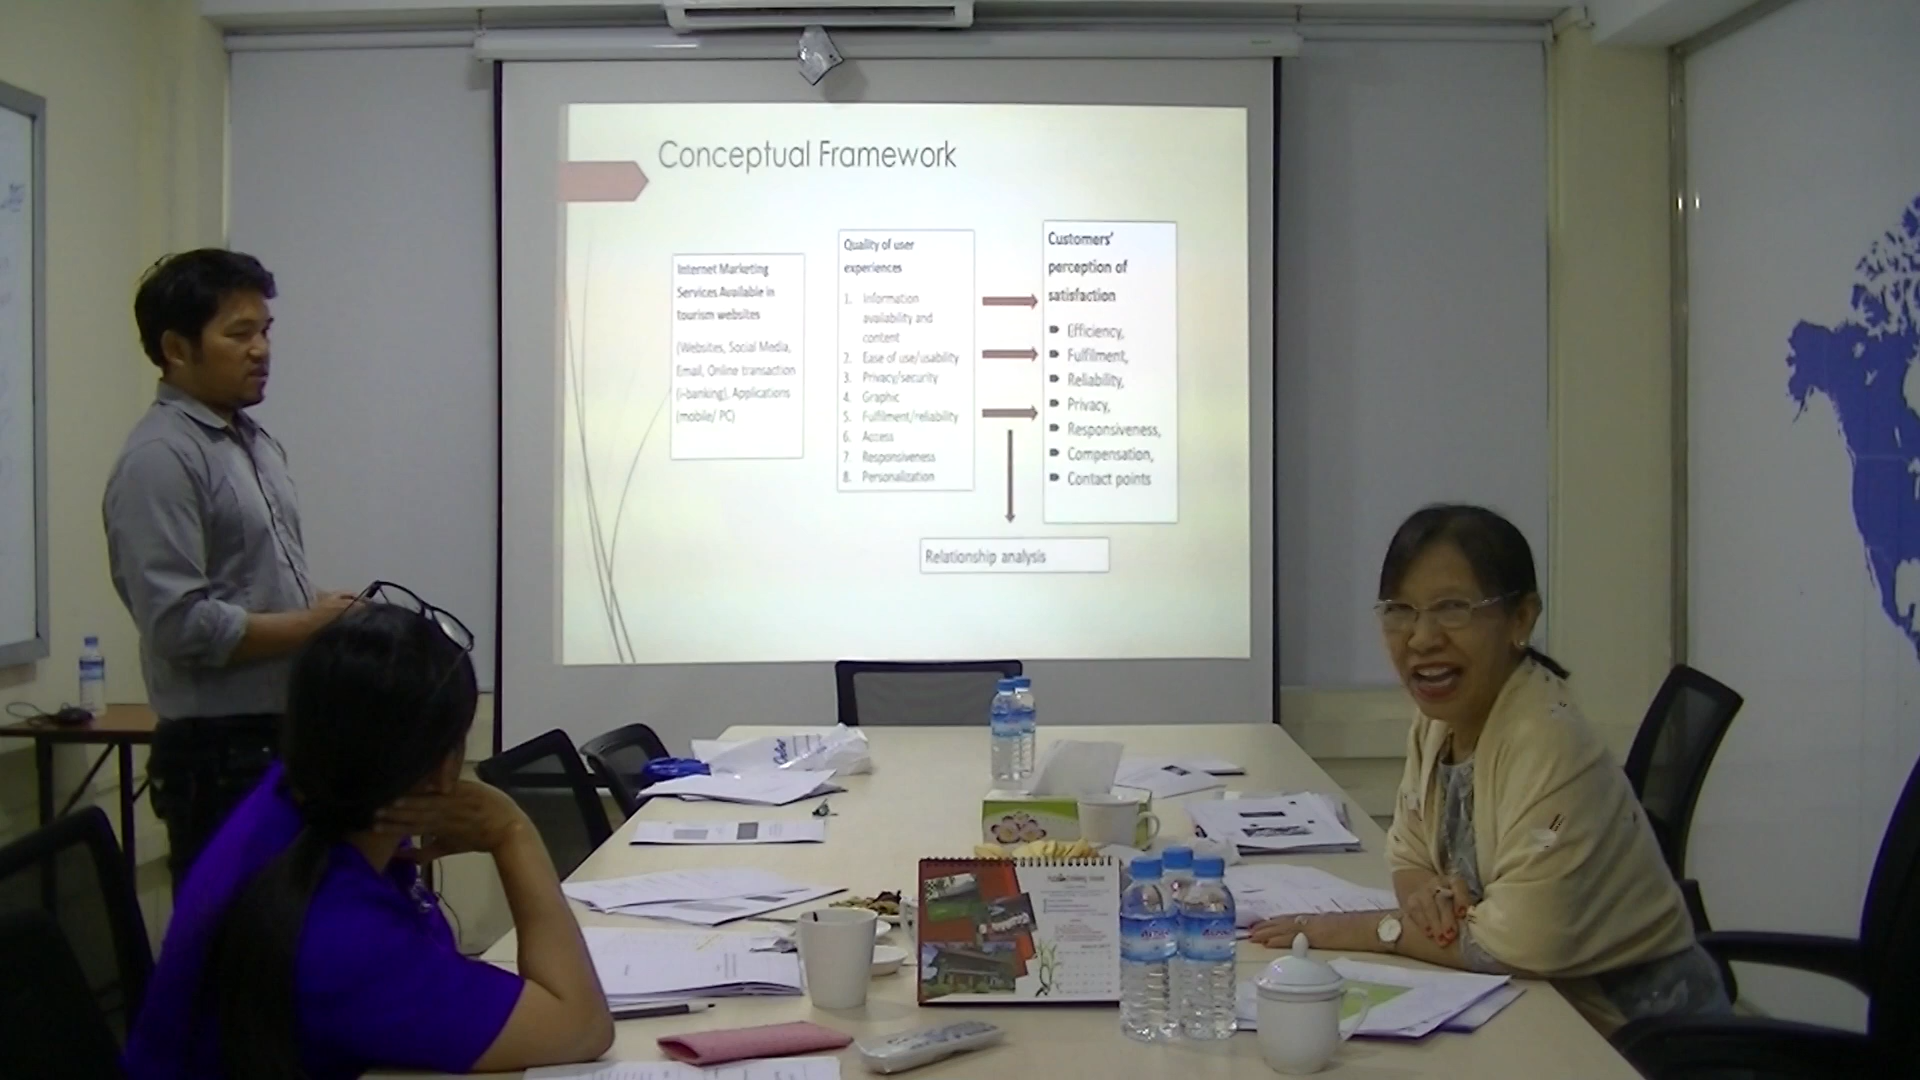 Conceptual Framework
Internet Marketing
Services Available in
tourism websites
(Websites, Social Media,
Email, Online transaction
(i-banking), Applications
(mobile/ PC)
Quality of user
experiences
1. Information
availability and
content
2. Ease of use/usability
3. Privacy/security
4. Graphic
5. Fulfilment/reliability
6. Access
7. Responsiveness
8. Personalization
Customers'
perception of
satisfaction
Efficiency,
Fulfilment,
Reliability,
Privacy,
Responsiveness,
Compensation,
Contact points
Relationship analysis
Alpine
Alpine